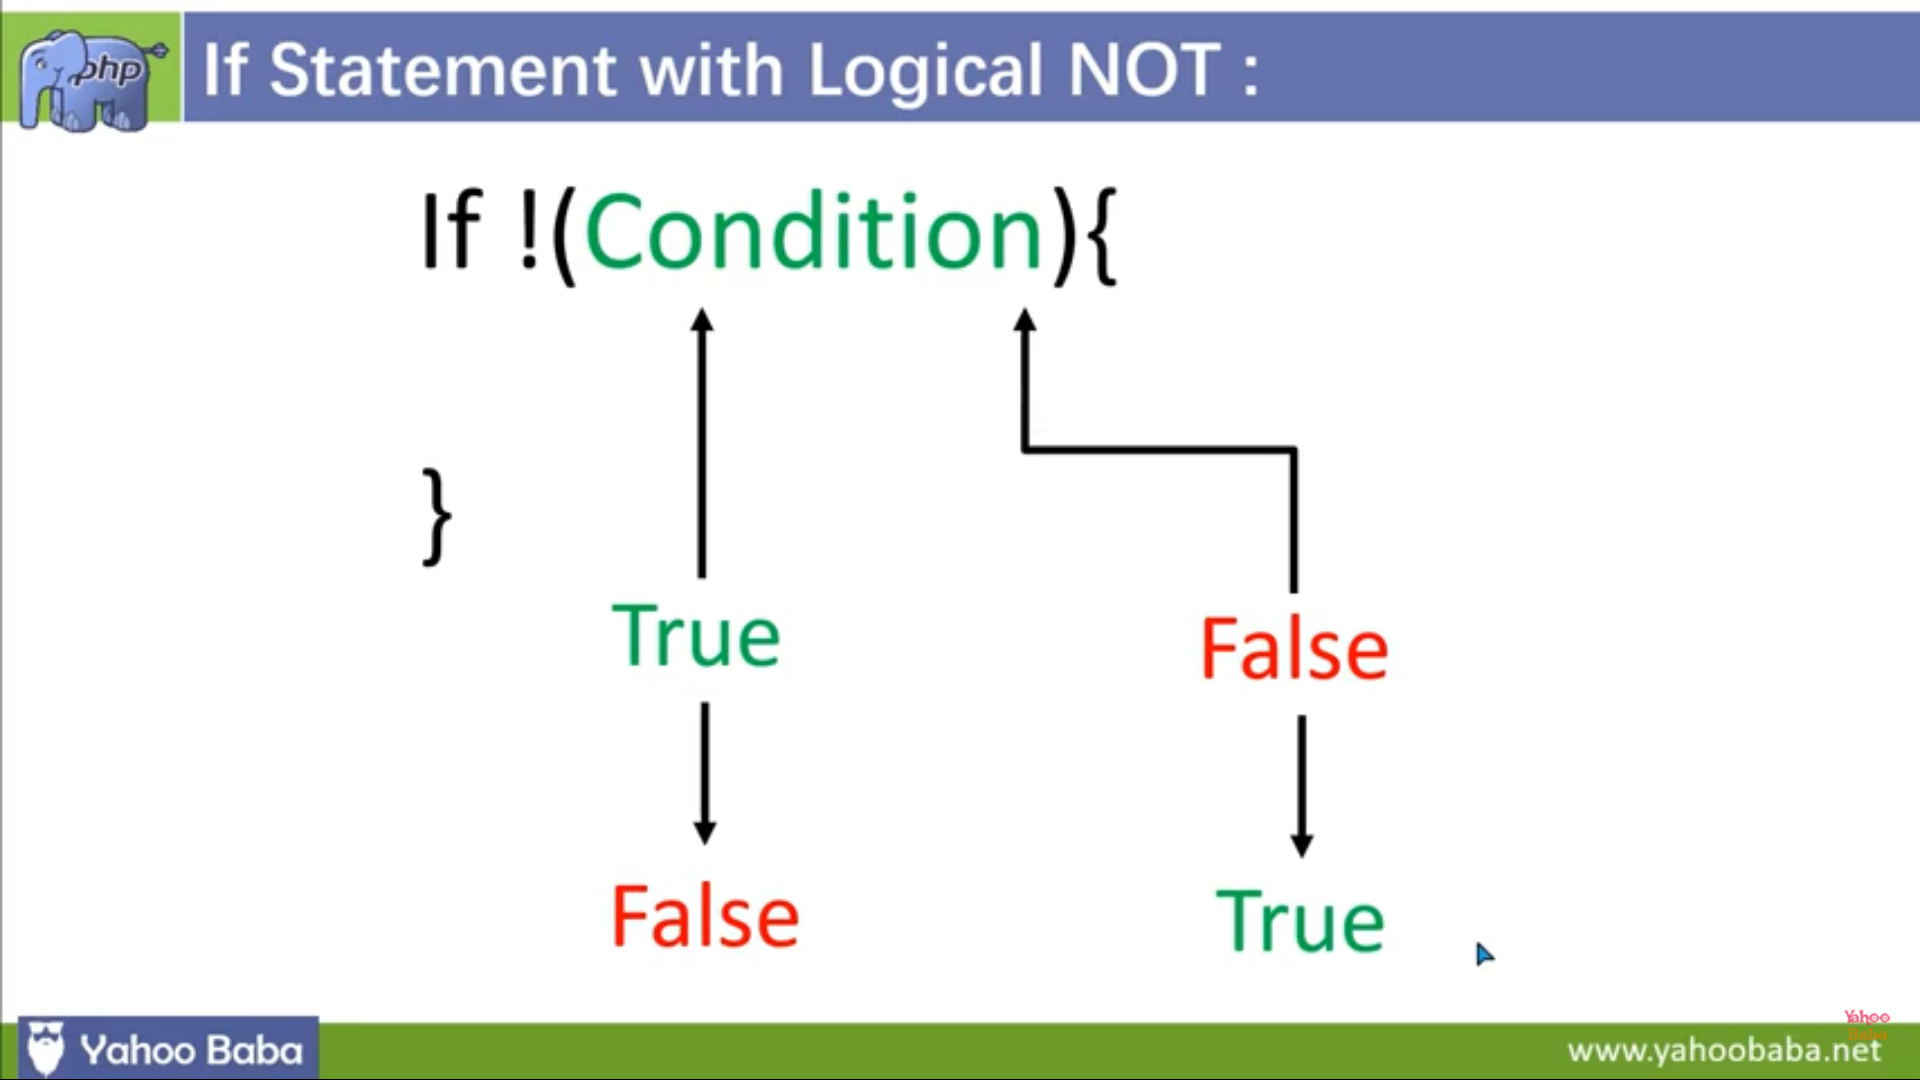 php
If Statement with Logical NOT :
If !(Condition){
}
True
False
False
True
Yahoo Baba
Yahoo
Baba
www.yahoobaba.net